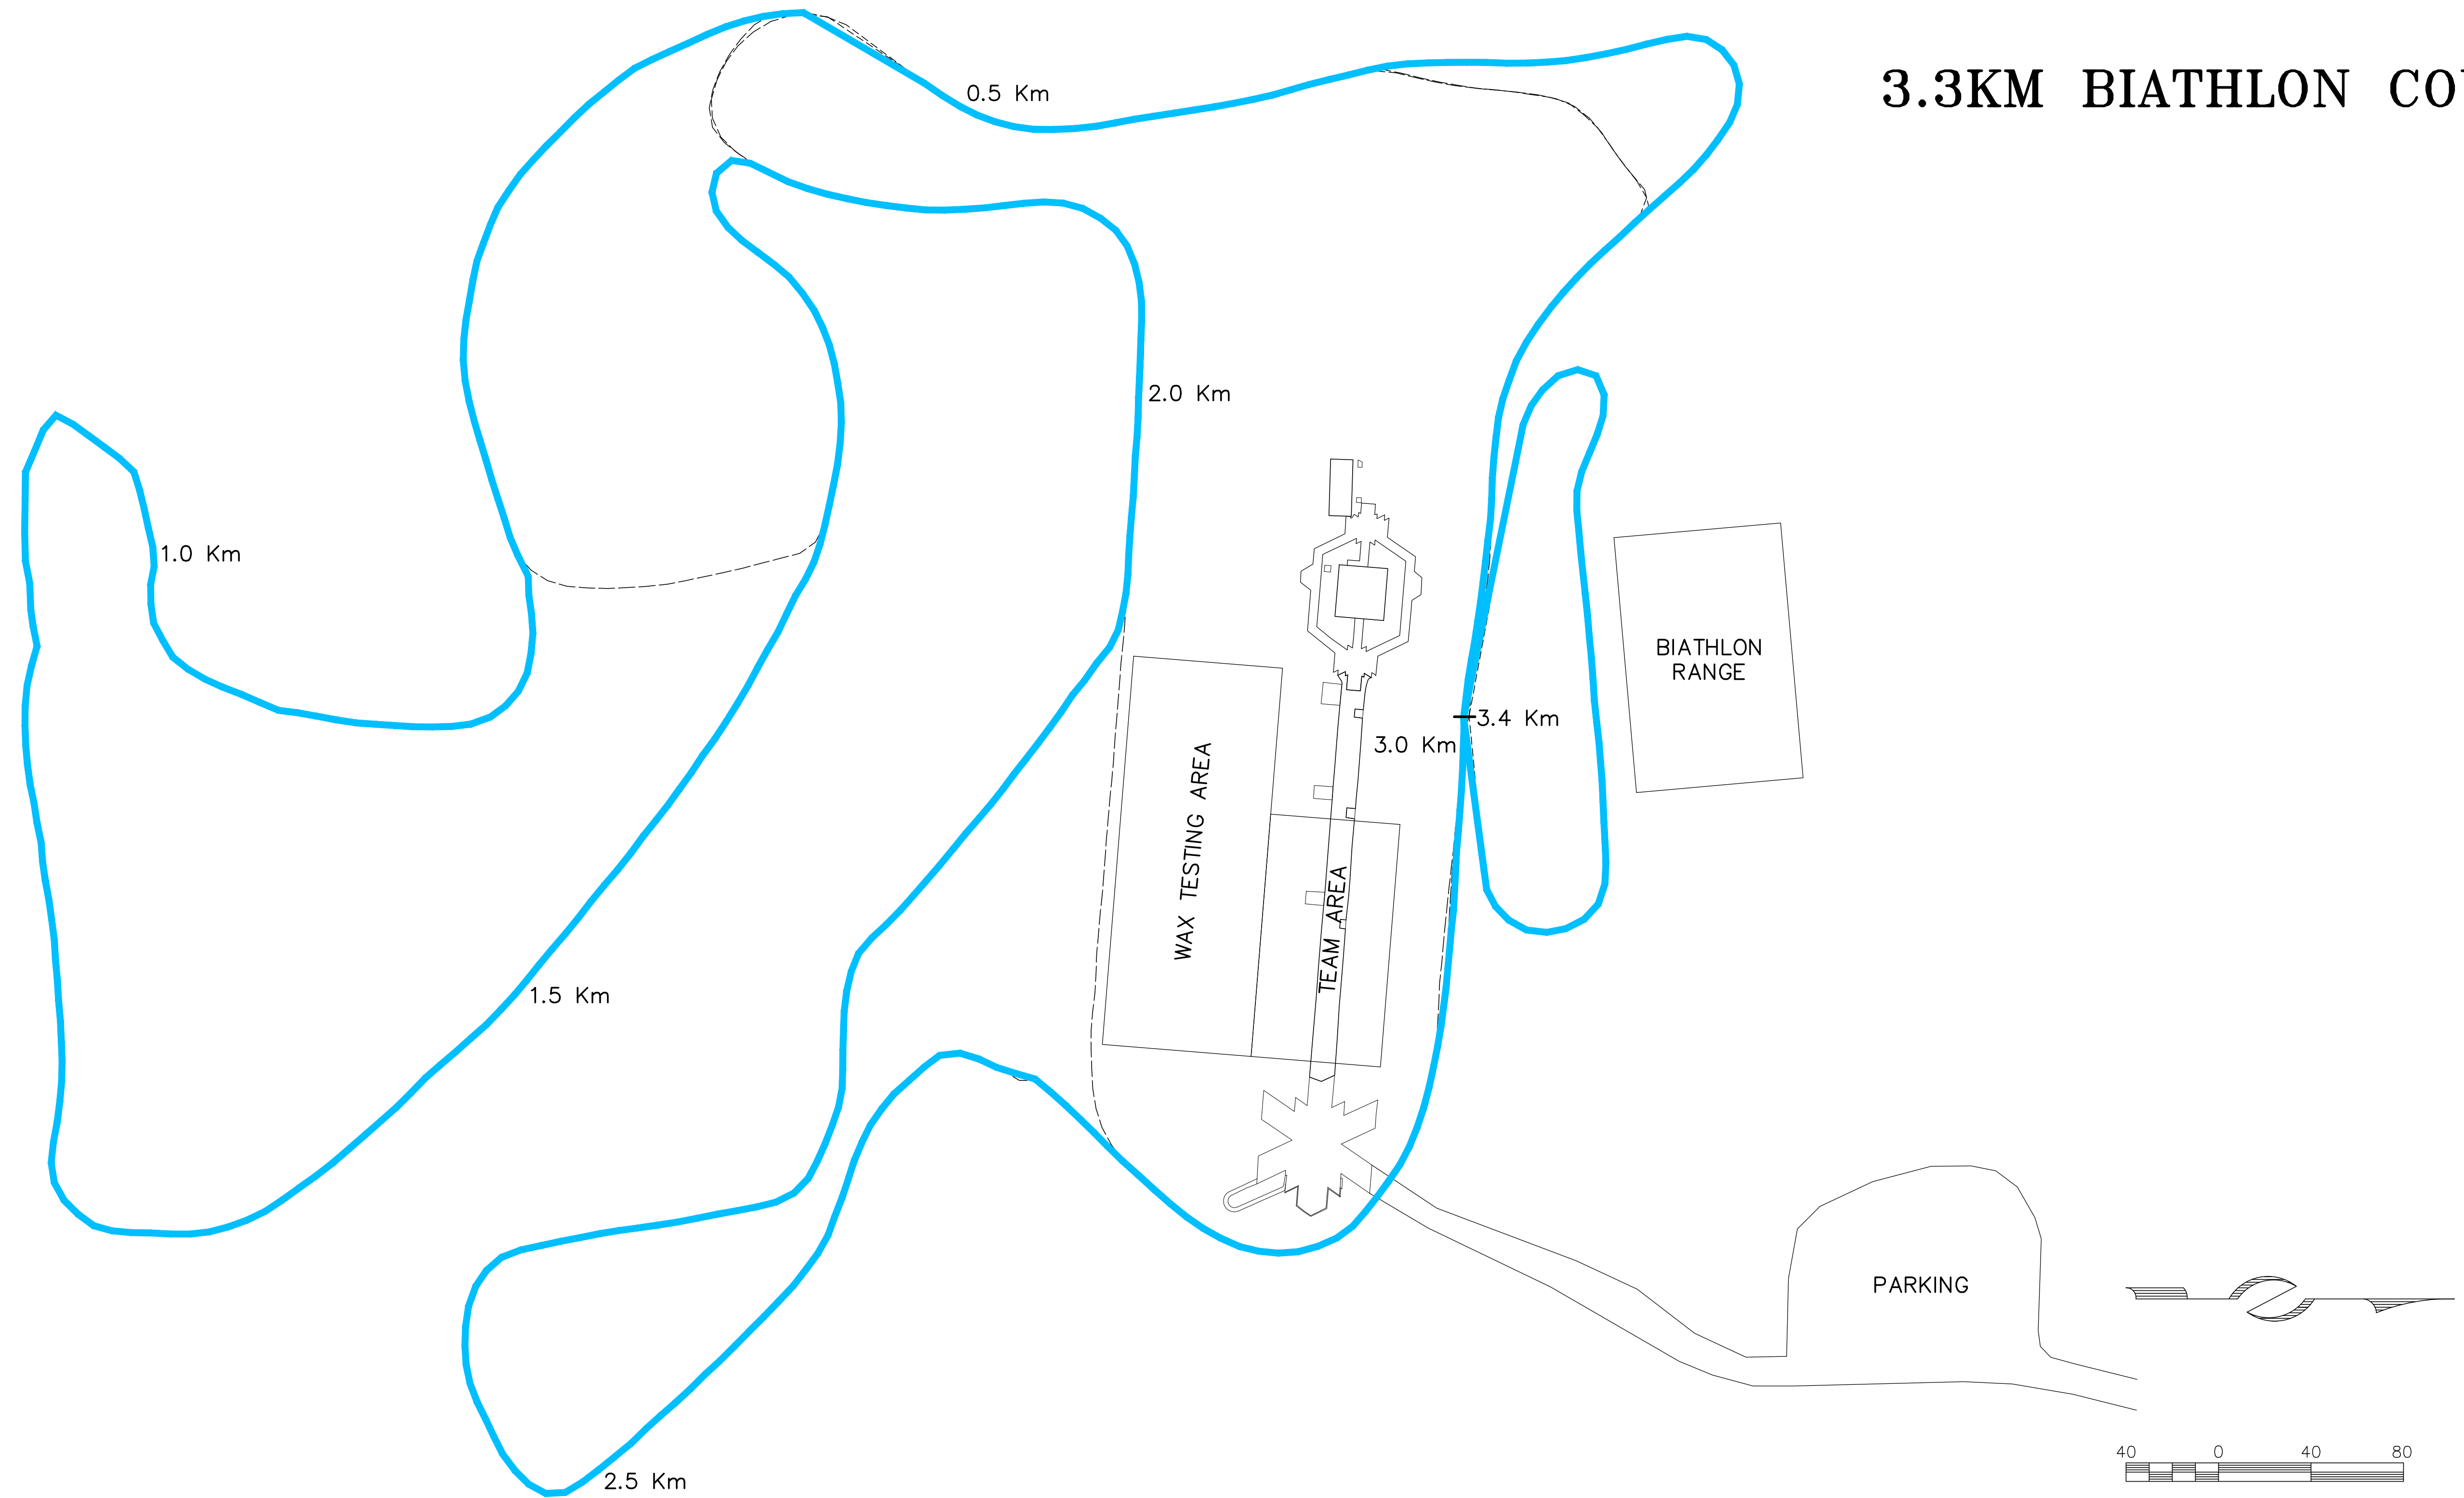 3.3KM BIATHLON CO
0.5 Km
2.0 Km
1.0 Km
BIATHLON
RANGE
3.4 Km
3.0 Km
WAX TESTING AREA
TEAM AREA
1.5 Km
PARKING
2.5 Km
40 0 40 80